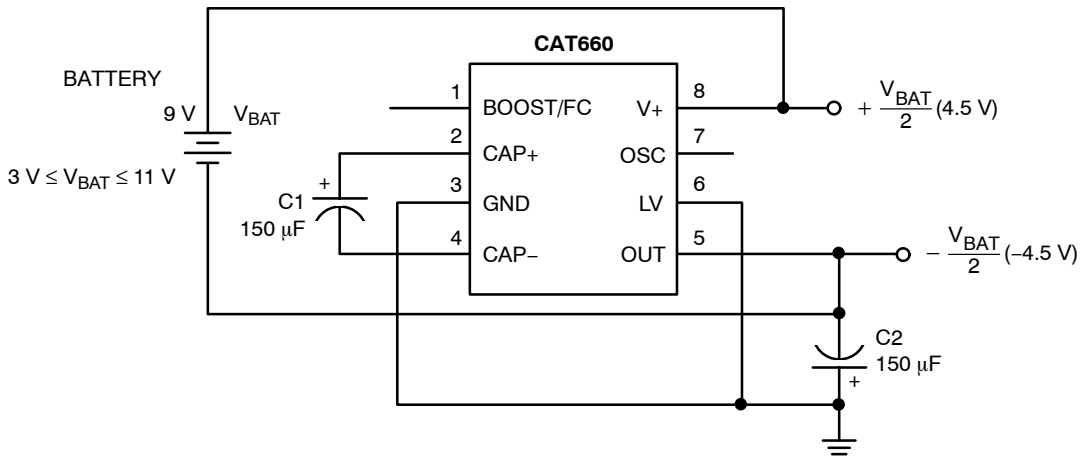 CAT660
BATTERY
9 V
V_BAT
3 V ≤ V_BAT ≤ 11 V
+
C1
150 μF
1
2
3
4
BOOST/FC
CAP+
GND
CAP−
V+
OSC
LV
OUT
8
7
6
5
+ V_BAT/2 (4.5 V)
− V_BAT/2 (−4.5 V)
C2
150 μF
+